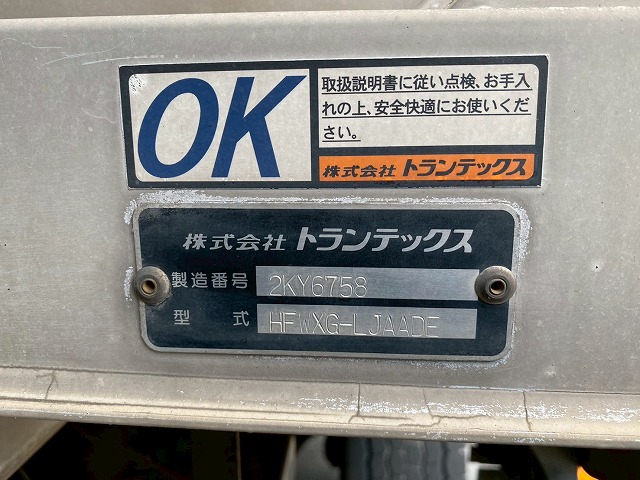 OK
取扱説明書に従い点検、お手入
れの上、安全快適にお使いくだ
さい。
株式会社 トランテックス
株式会社 トランテックス
製造番号 2KY6758
型式 HFWXG-LJAADE